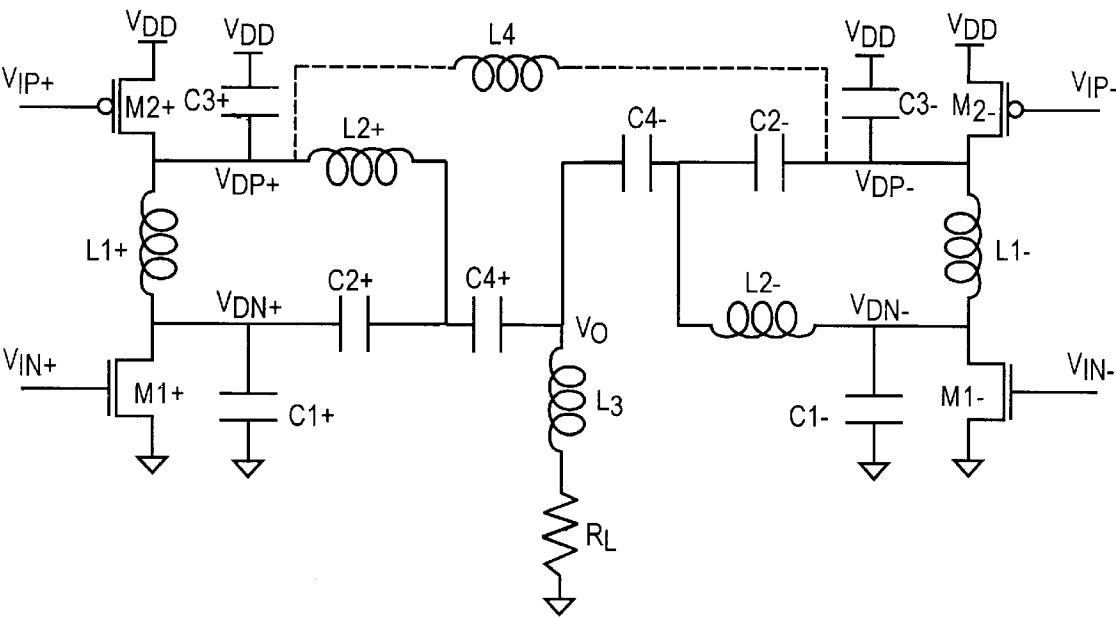 VDD
VDD
L4
VDD
VDD
VIP+
M2+
C3+
C4-
C2-
C3-
M2-
VIP-
L2+
VDP+
VDP-
L1+
L1-
C2+
C4+
L2-
VDN+
VDN-
VO
VIN+
VIN-
M1+
C1+
L3
C1-
M1-
RL